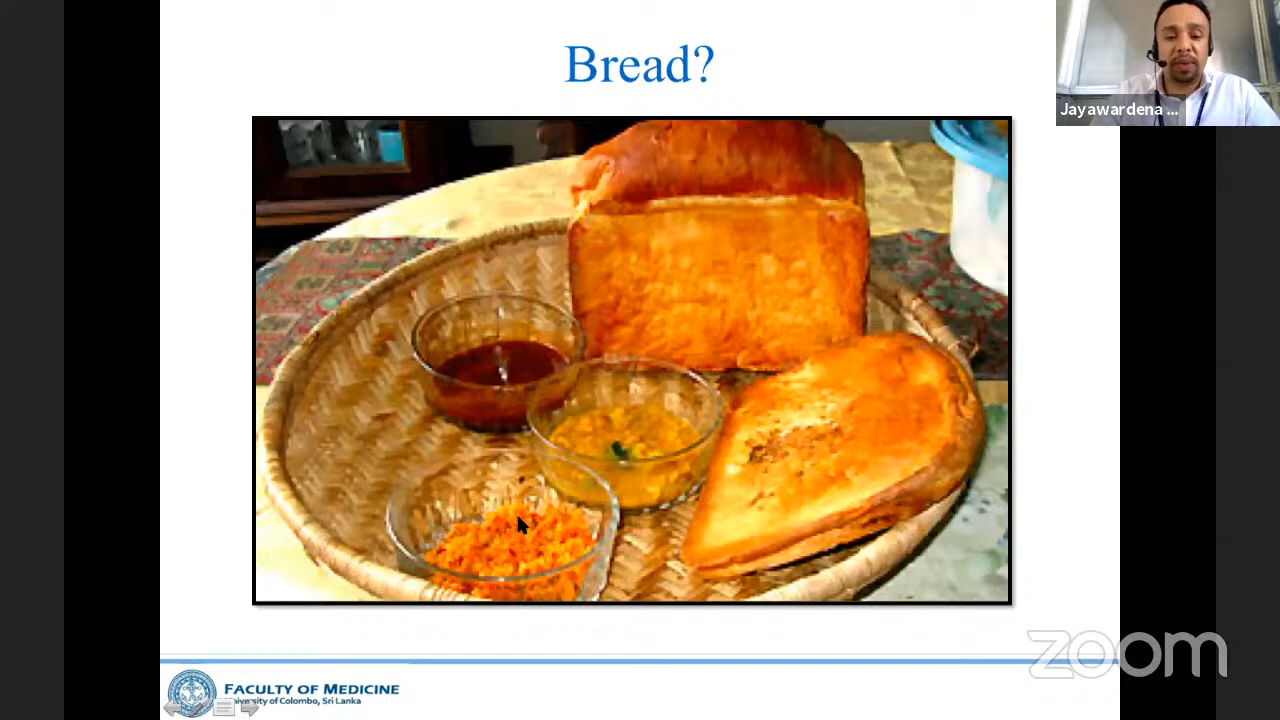 Bread?
Jayawardena ...
zoom
FACULTY OF MEDICINE
University of Colombo, Sri Lanka